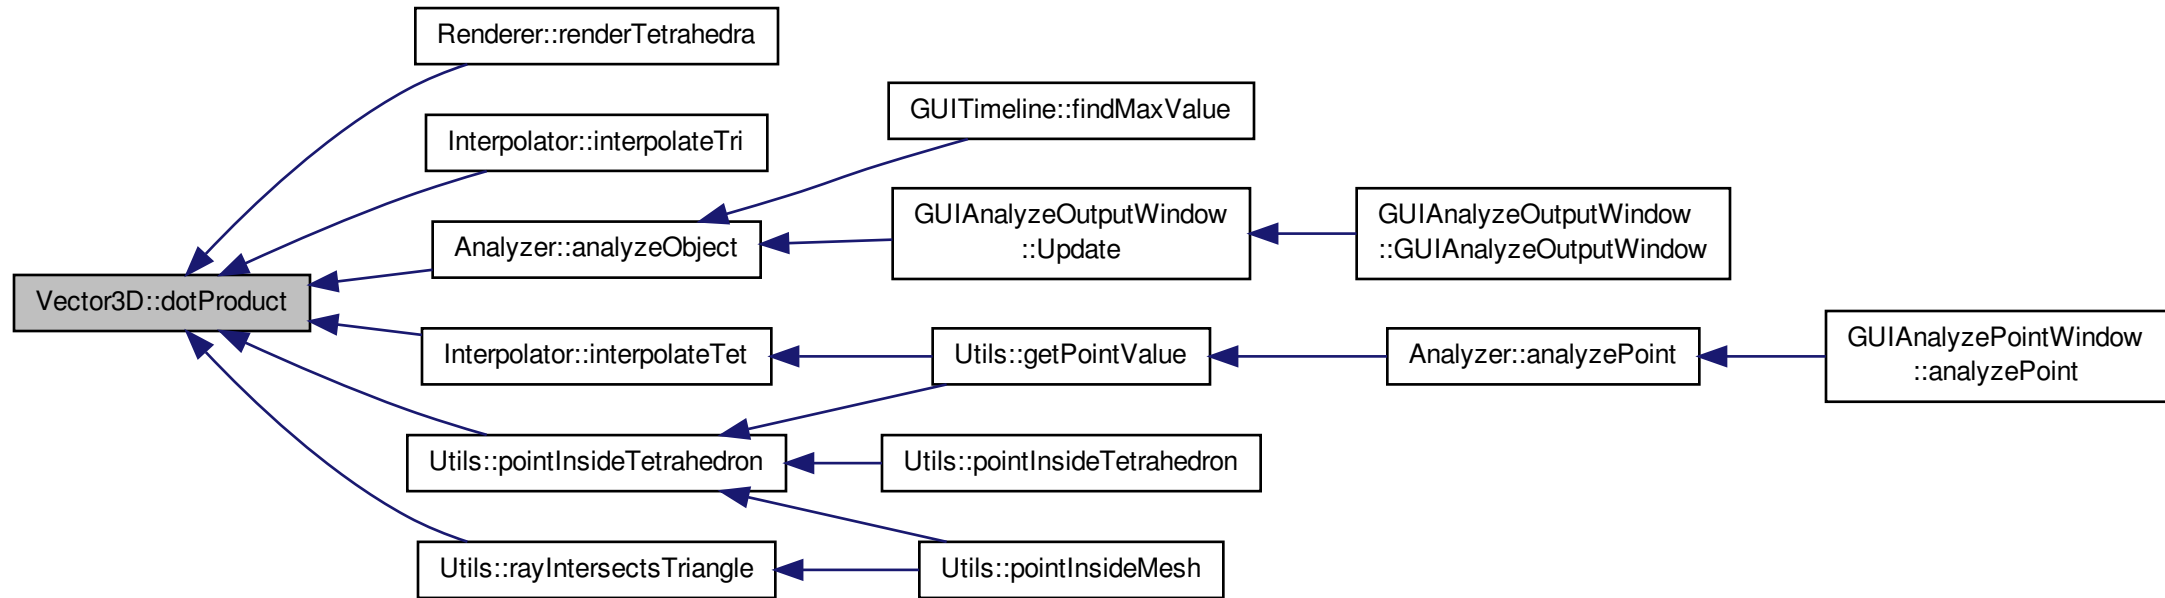 Renderer::renderTetrahedra
GUITimeline::findMaxValue
Interpolator::interpolateTri
GUIAnalyzeOutputWindow
::Update
GUIAnalyzeOutputWindow
::GUIAnalyzeOutputWindow
Analyzer::analyzeObject
Vector3D::dotProduct
Interpolator::interpolateTet
Utils::getPointValue
Analyzer::analyzePoint
GUIAnalyzePointWindow
::analyzePoint
Utils::pointInsideTetrahedron
Utils::pointInsideTetrahedron
Utils::rayIntersectsTriangle
Utils::pointInsideMesh